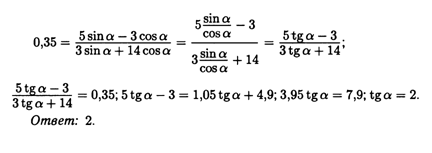 0,35 = (5 sin α − 3 cos α)/(3 sin α + 14 cos α) = (5 (sin α)/(cos α) − 3)/(3 (sin α)/(cos α) + 14) = (5 tg α − 3)/(3 tg α + 14);
(5 tg α − 3)/(3 tg α + 14) = 0,35; 5 tg α − 3 = 1,05 tg α + 4,9; 3,95 tg α = 7,9; tg α = 2.
Ответ: 2.